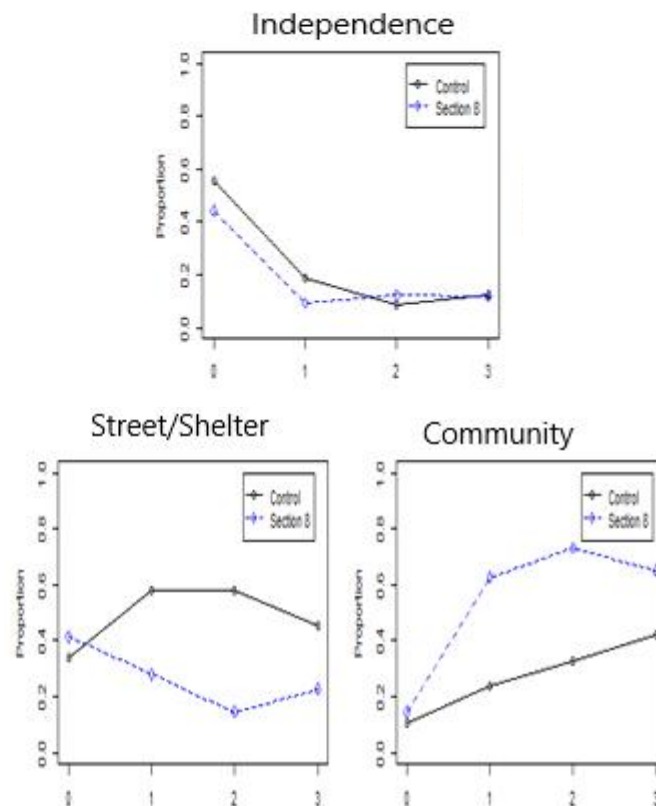 Independence
Control
Section 8
Proportion
0.0 0.2 0.4 0.6 0.8 1.0
0 1 2 3
Street/Shelter
Control
Section 8
Proportion
0.0 0.2 0.4 0.6 0.8 1.0
0 1 2 3
Community
Control
Section 8
Proportion
0.0 0.2 0.4 0.6 0.8 1.0
0 1 2 3